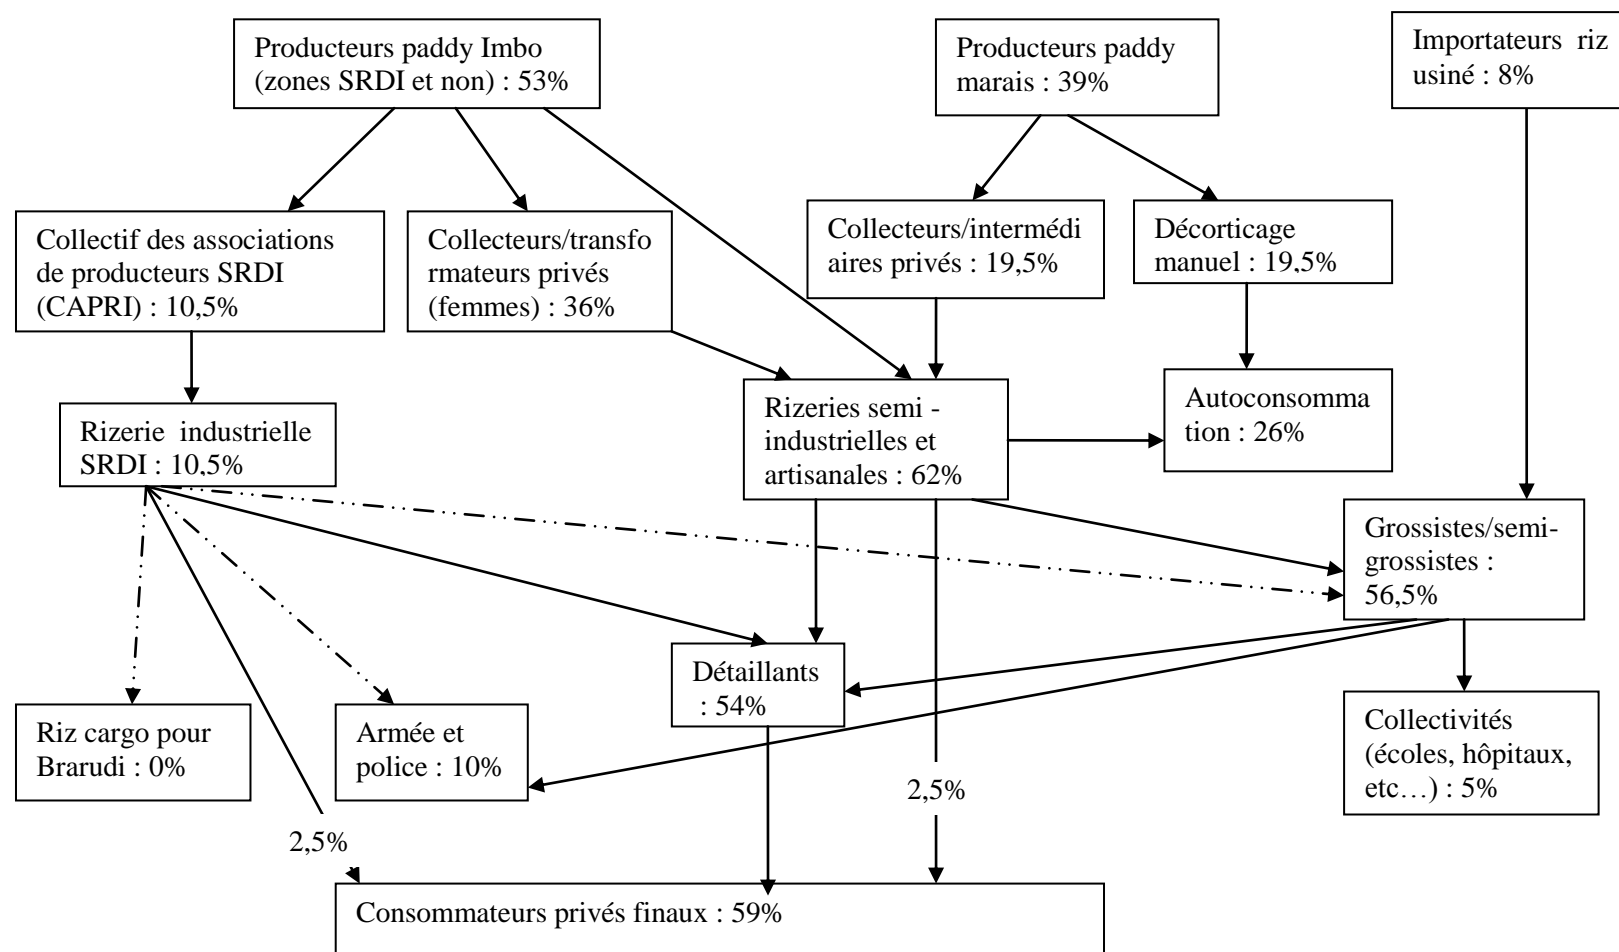 Producteurs paddy Imbo
(zones SRDI et non) : 53%
Producteurs paddy
marais : 39%
Importateurs riz
usiné : 8%
Collectif des associations
de producteurs SRDI
(CAPRI) : 10,5%
Collecteurs/transfo
rmateurs privés
(femmes) : 36%
Collecteurs/intermédi
aires privés : 19,5%
Décorticage
manuel : 19,5%
Rizerie industrielle
SRDI : 10,5%
Rizeries semi -
industrielles et
artisanales : 62%
Autoconsomma
tion : 26%
Grossistes/semi-
grossistes :
56,5%
Détaillants
: 54%
Riz cargo pour
Brarudi : 0%
Armée et
police : 10%
Collectivités
(écoles, hôpitaux,
etc…) : 5%
2,5%
2,5%
Consommateurs privés finaux : 59%